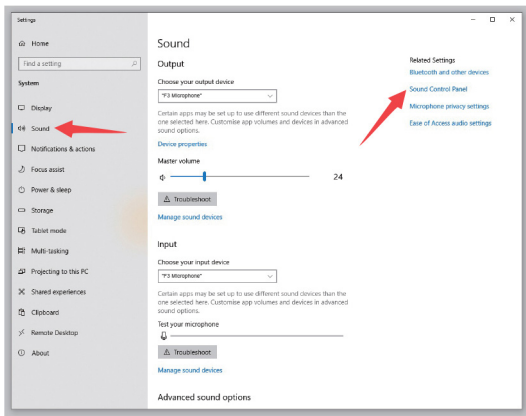 Settings
Home
Find a setting
System
Display
Sound
Notifications & actions
Focus assist
Power & sleep
Storage
Tablet mode
Multi-tasking
Projecting to this PC
Shared experiences
Clipboard
Remote Desktop
About
Sound
Output
Choose your output device
"F3 Microphone"
Certain apps may be set up to use different sound devices than the
one selected here. Customise app volumes and devices in advanced
sound options.
Device properties
Master volume
24
Troubleshoot
Manage sound devices
Input
Choose your input device
"F3 Microphone"
Certain apps may be set up to use different sound devices than the
one selected here. Customise app volumes and devices in advanced
sound options.
Test your microphone
Troubleshoot
Manage sound devices
Advanced sound options
Related Settings
Bluetooth and other devices
Sound Control Panel
Microphone privacy settings
Ease of Access audio settings